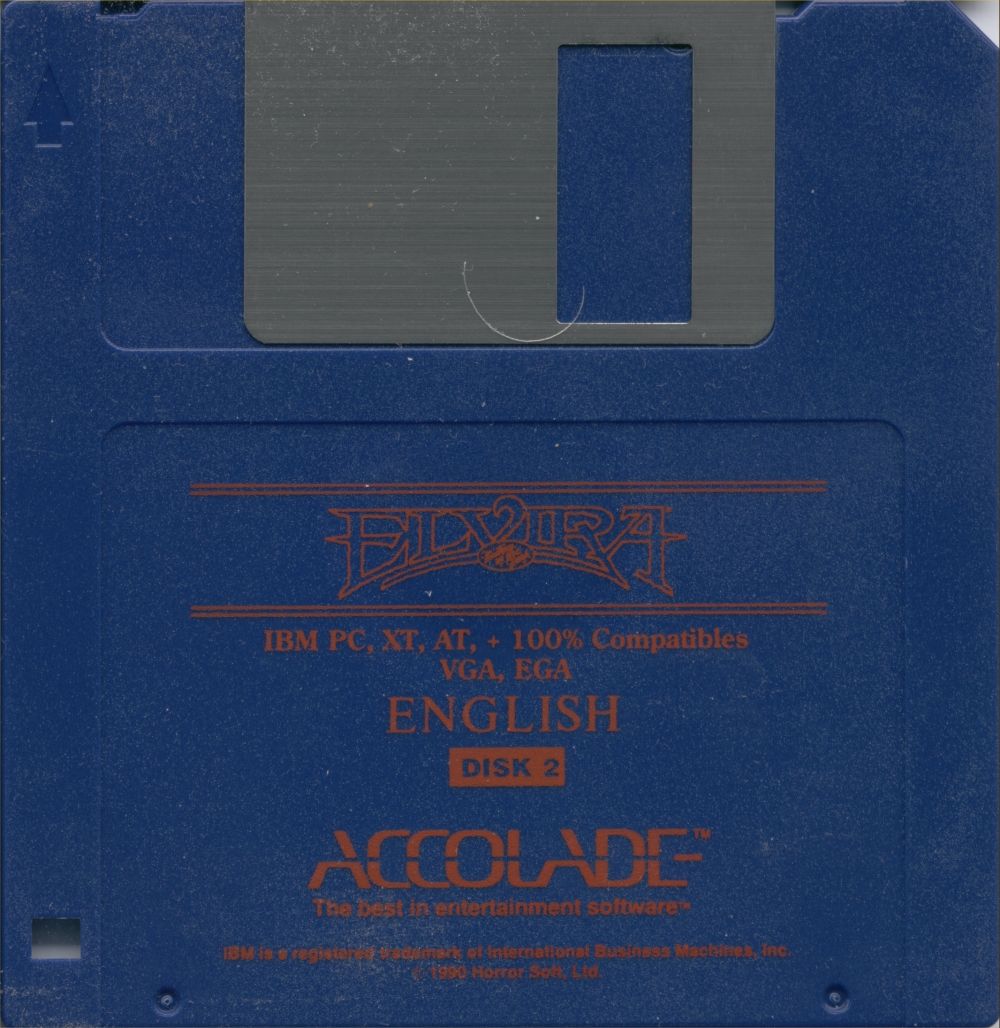 ELVIRA
IBM PC, XT, AT, + 100% Compatibles
VGA, EGA
ENGLISH
DISK 2
ACCOLADE™
The best in entertainment software™
IBM is a registered trademark of International Business Machines, Inc.
© 1990 Horror Soft, Ltd.